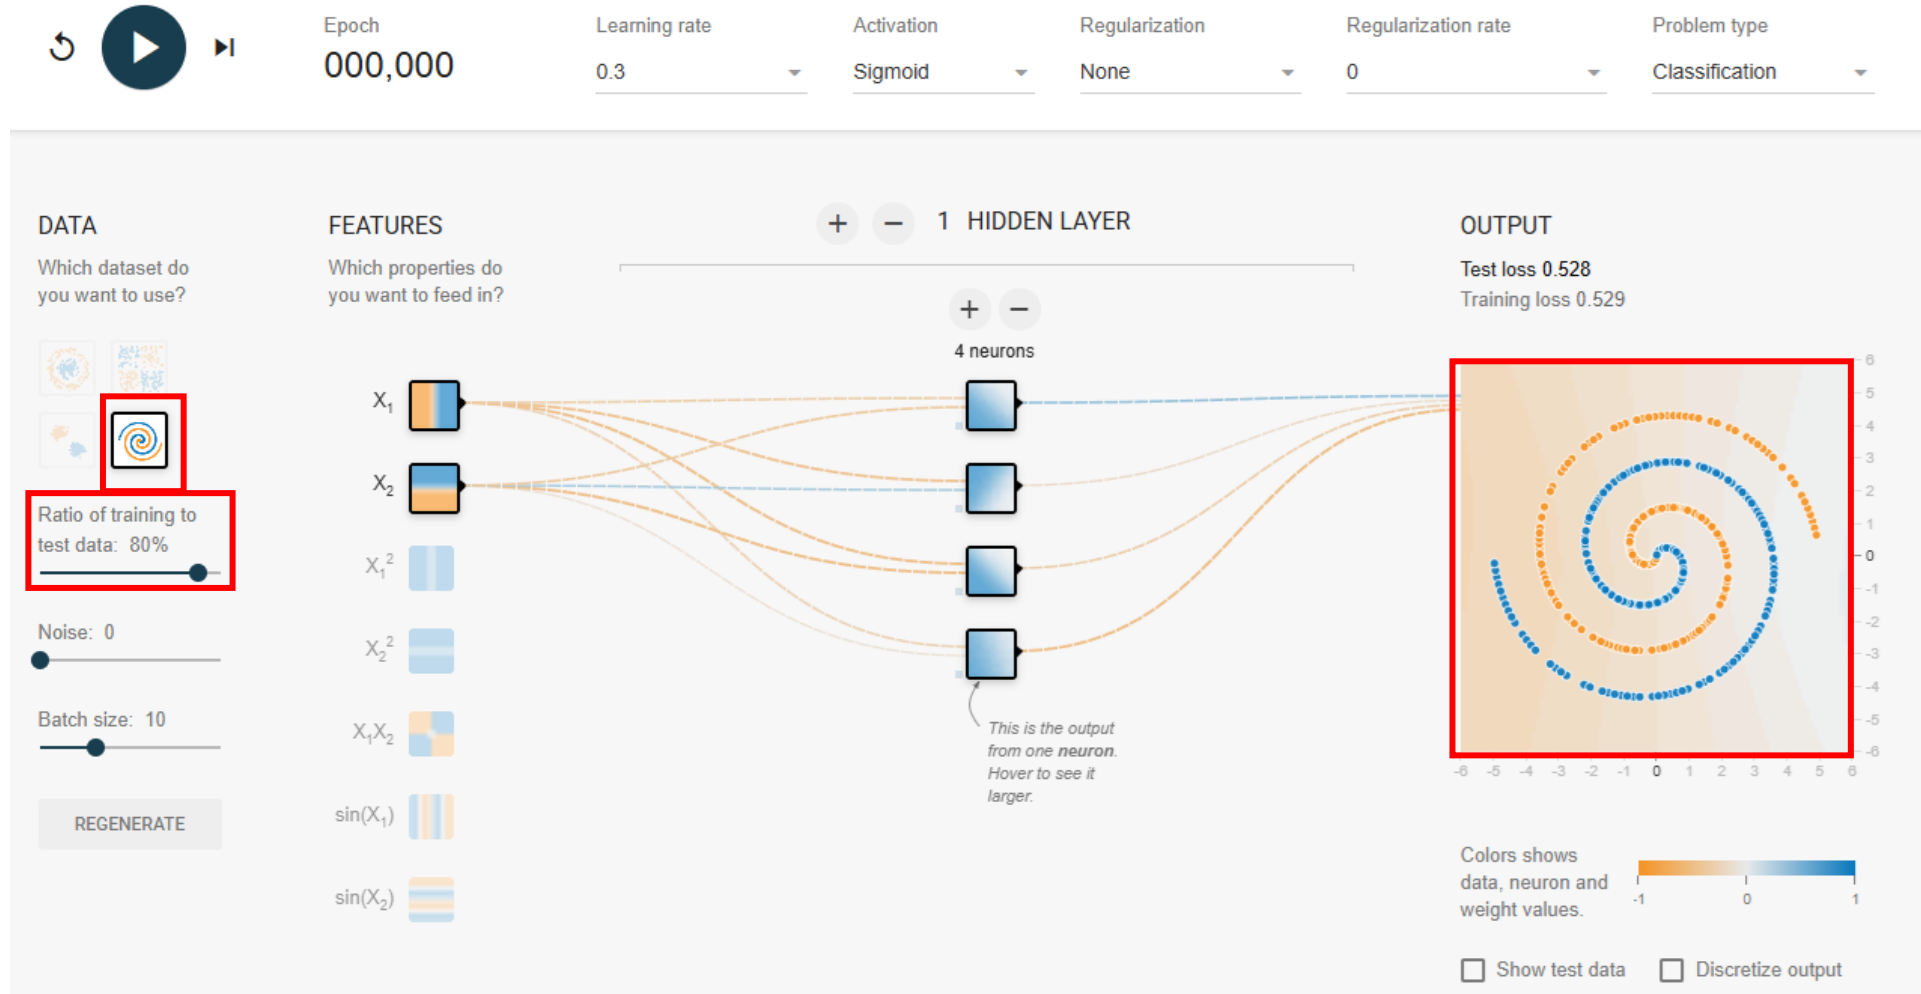 Epoch
000,000
Learning rate
0.3
Activation
Sigmoid
Regularization
None
Regularization rate
0
Problem type
Classification
DATA
Which dataset do
you want to use?
Ratio of training to
test data: 80%
Noise: 0
Batch size: 10
REGENERATE
FEATURES
Which properties do
you want to feed in?
X₁
X₂
X₁²
X₂²
X₁X₂
sin(X₁)
sin(X₂)
+ − 1 HIDDEN LAYER
+ −
4 neurons
This is the output
from one neuron.
Hover to see it
larger.
OUTPUT
Test loss 0.528
Training loss 0.529
6
5
4
3
2
1
0
-1
-2
-3
-4
-5
-6
-6 -5 -4 -3 -2 -1 0 1 2 3 4 5 6
Colors shows
data, neuron and
weight values.
-1 0 1
Show test data
Discretize output